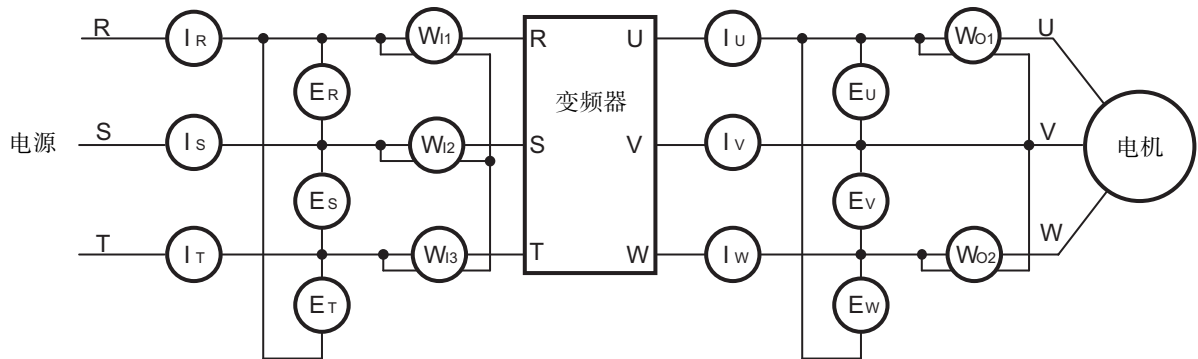 R IR WI1 R U IU WO1 U
ER 变频器 EU
电源 S IS WI2 S V IV V 电机
ES EV
T IT WI3 T W IW WO2 W
ET EW